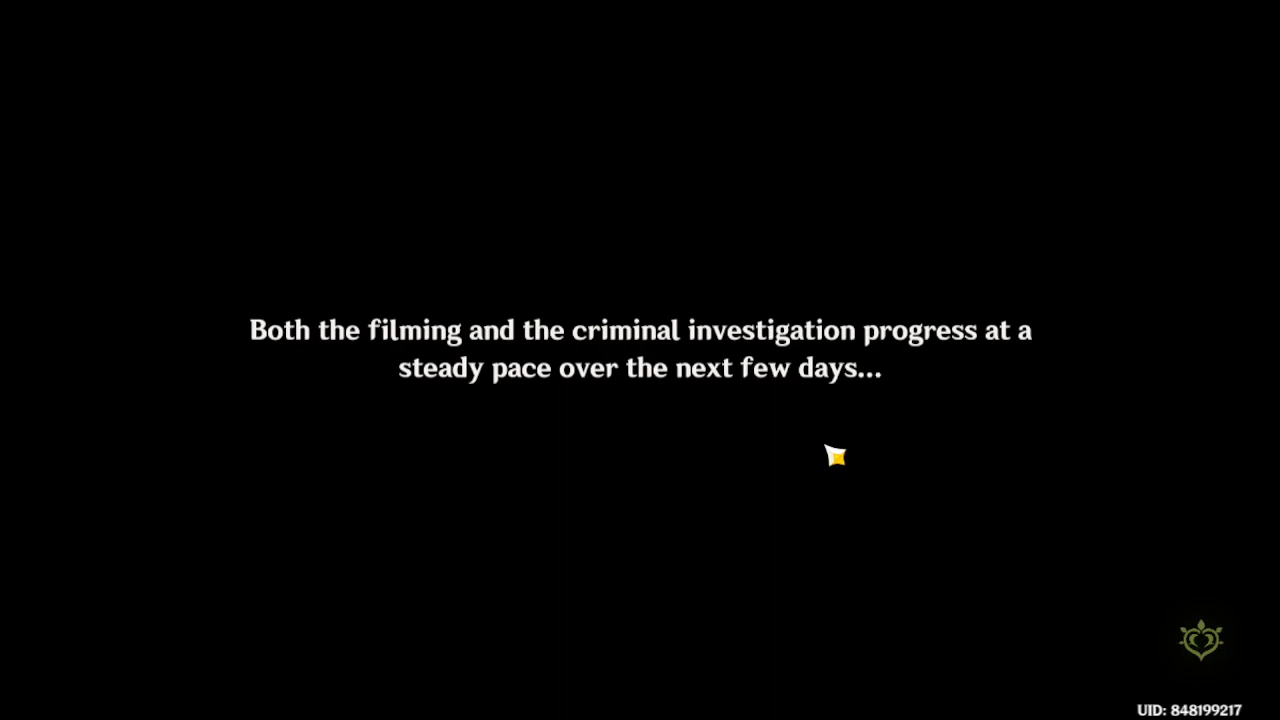 Both the filming and the criminal investigation progress at a
steady pace over the next few days...
UID: 848199217